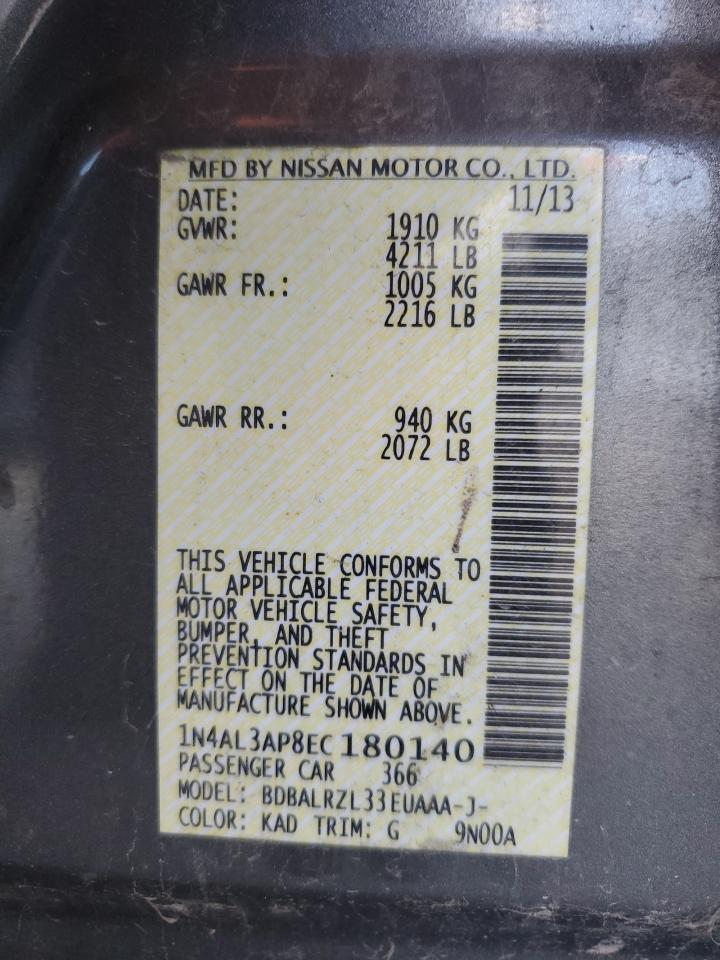 MFD BY NISSAN MOTOR CO., LTD.
DATE: 11/13
GVWR: 1910 KG
4211 LB
GAWR FR.: 1005 KG
2216 LB
GAWR RR.: 940 KG
2072 LB
THIS VEHICLE CONFORMS TO
ALL APPLICABLE FEDERAL
MOTOR VEHICLE SAFETY,
BUMPER, AND THEFT
PREVENTION STANDARDS IN
EFFECT ON THE DATE OF
MANUFACTURE SHOWN ABOVE.
1N4AL3AP8EC180140
PASSENGER CAR 366
MODEL: BDBALRZL33EUAAA-J-
COLOR: KAD TRIM: G 9N00A